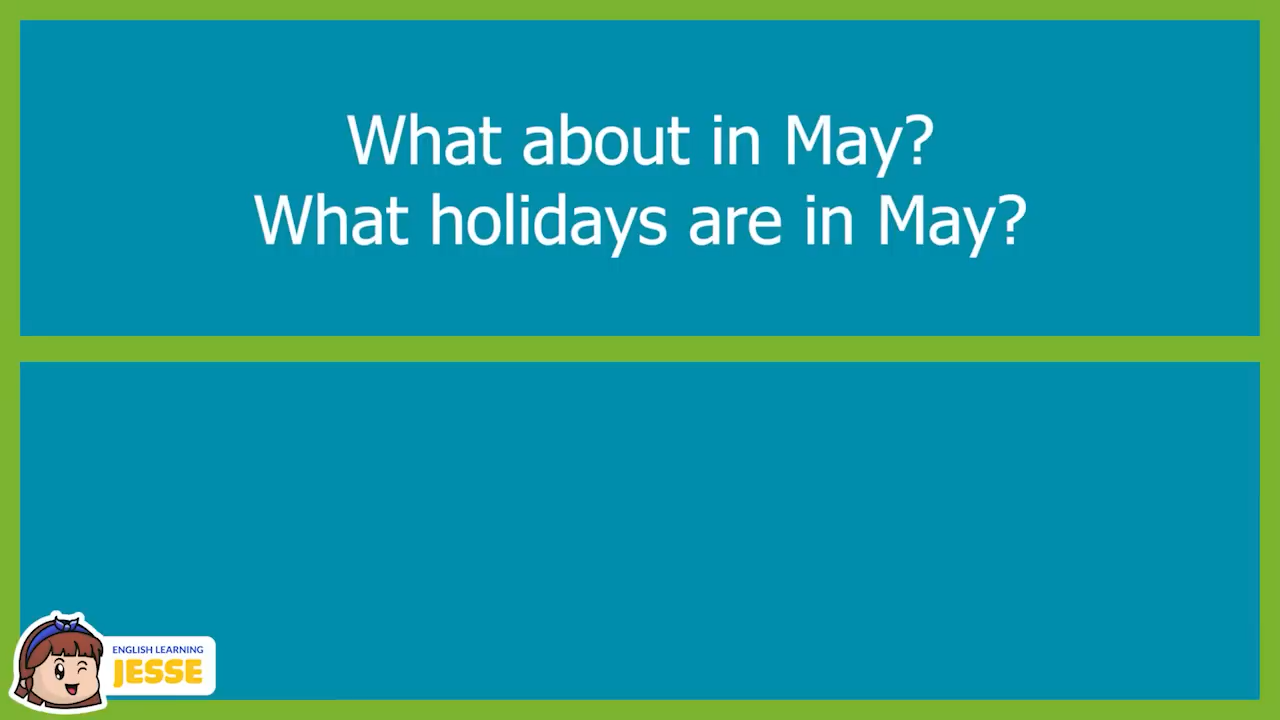 What about in May?
What holidays are in May?
ENGLISH LEARNING
JESSE